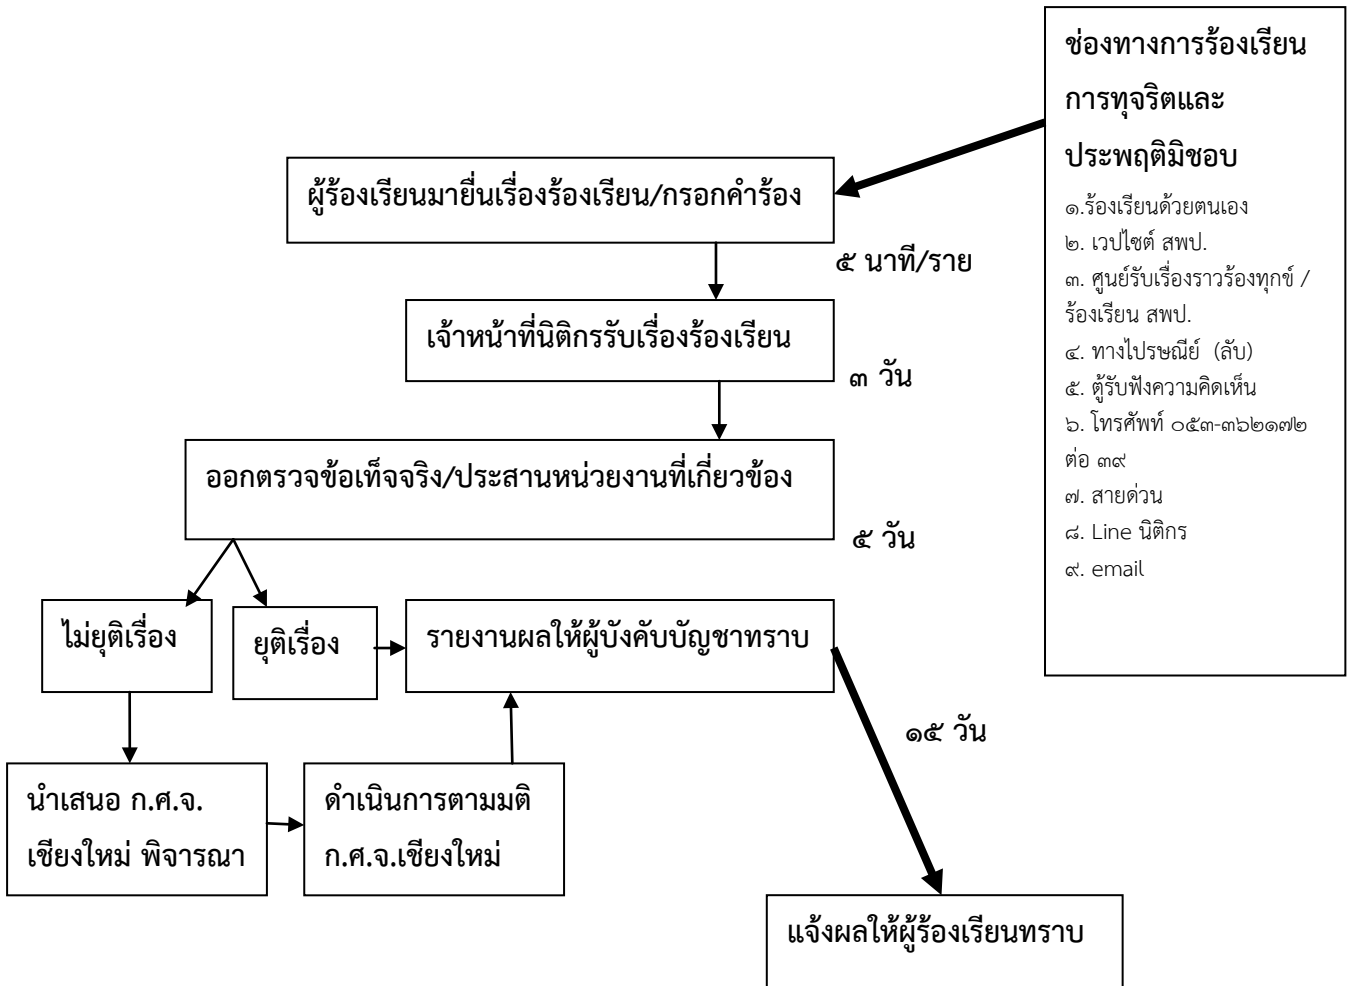 ช่องทางการร้องเรียน
การทุจริตและ
ประพฤติมิชอบ
๑.ร้องเรียนด้วยตนเอง
๒. เวปไซต์ สพป.
๓. ศูนย์รับเรื่องราวร้องทุกข์ /
ร้องเรียน สพป.
๔. ทางไปรษณีย์ (ลับ)
๕. ตู้รับฟังความคิดเห็น
๖. โทรศัพท์ ๐๕๓-๓๖๒๑๗๒
ต่อ ๓๙
๗. สายด่วน
๘. Line นิติกร
๙. email
ผู้ร้องเรียนมายื่นเรื่องร้องเรียน/กรอกคำร้อง
๕ นาที/ราย
เจ้าหน้าที่นิติกรรับเรื่องร้องเรียน
๓ วัน
ออกตรวจข้อเท็จจริง/ประสานหน่วยงานที่เกี่ยวข้อง
๕ วัน
ไม่ยุติเรื่อง
ยุติเรื่อง
รายงานผลให้ผู้บังคับบัญชาทราบ
๑๕ วัน
นำเสนอ ก.ศ.จ.
เชียงใหม่ พิจารณา
ดำเนินการตามมติ
ก.ศ.จ.เชียงใหม่
แจ้งผลให้ผู้ร้องเรียนทราบ